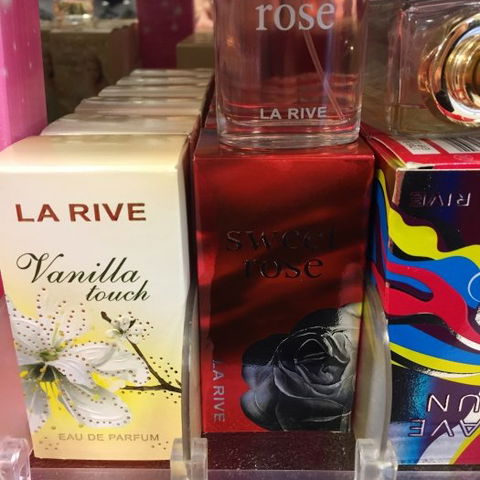 LA RIVE
Vanilla
touch
EAU DE PARFUM
rose
LA RIVE
sweet
rose
LA RIVE
RIVE